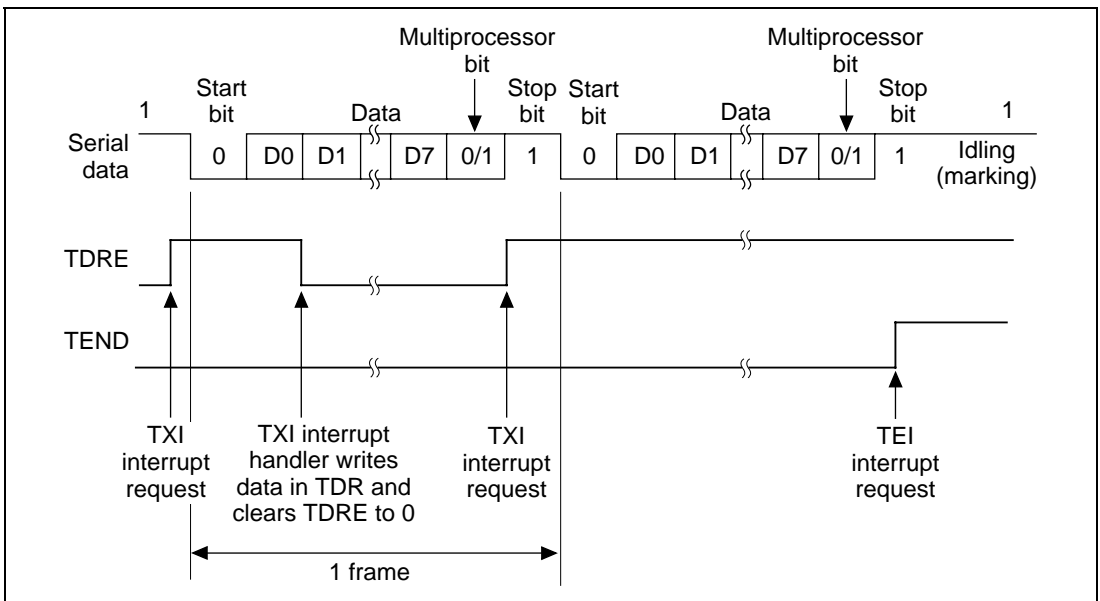 Multiprocessor bit
Multiprocessor bit
Start bit
Stop bit
Start bit
Stop bit
1
Data
Data
1
Serial data
0
D0
D1
D7
0/1
1
0
D0
D1
D7
0/1
1
Idling (marking)
TDRE
TEND
TXI interrupt request
TXI interrupt handler writes data in TDR and clears TDRE to 0
TXI interrupt request
TEI interrupt request
1 frame